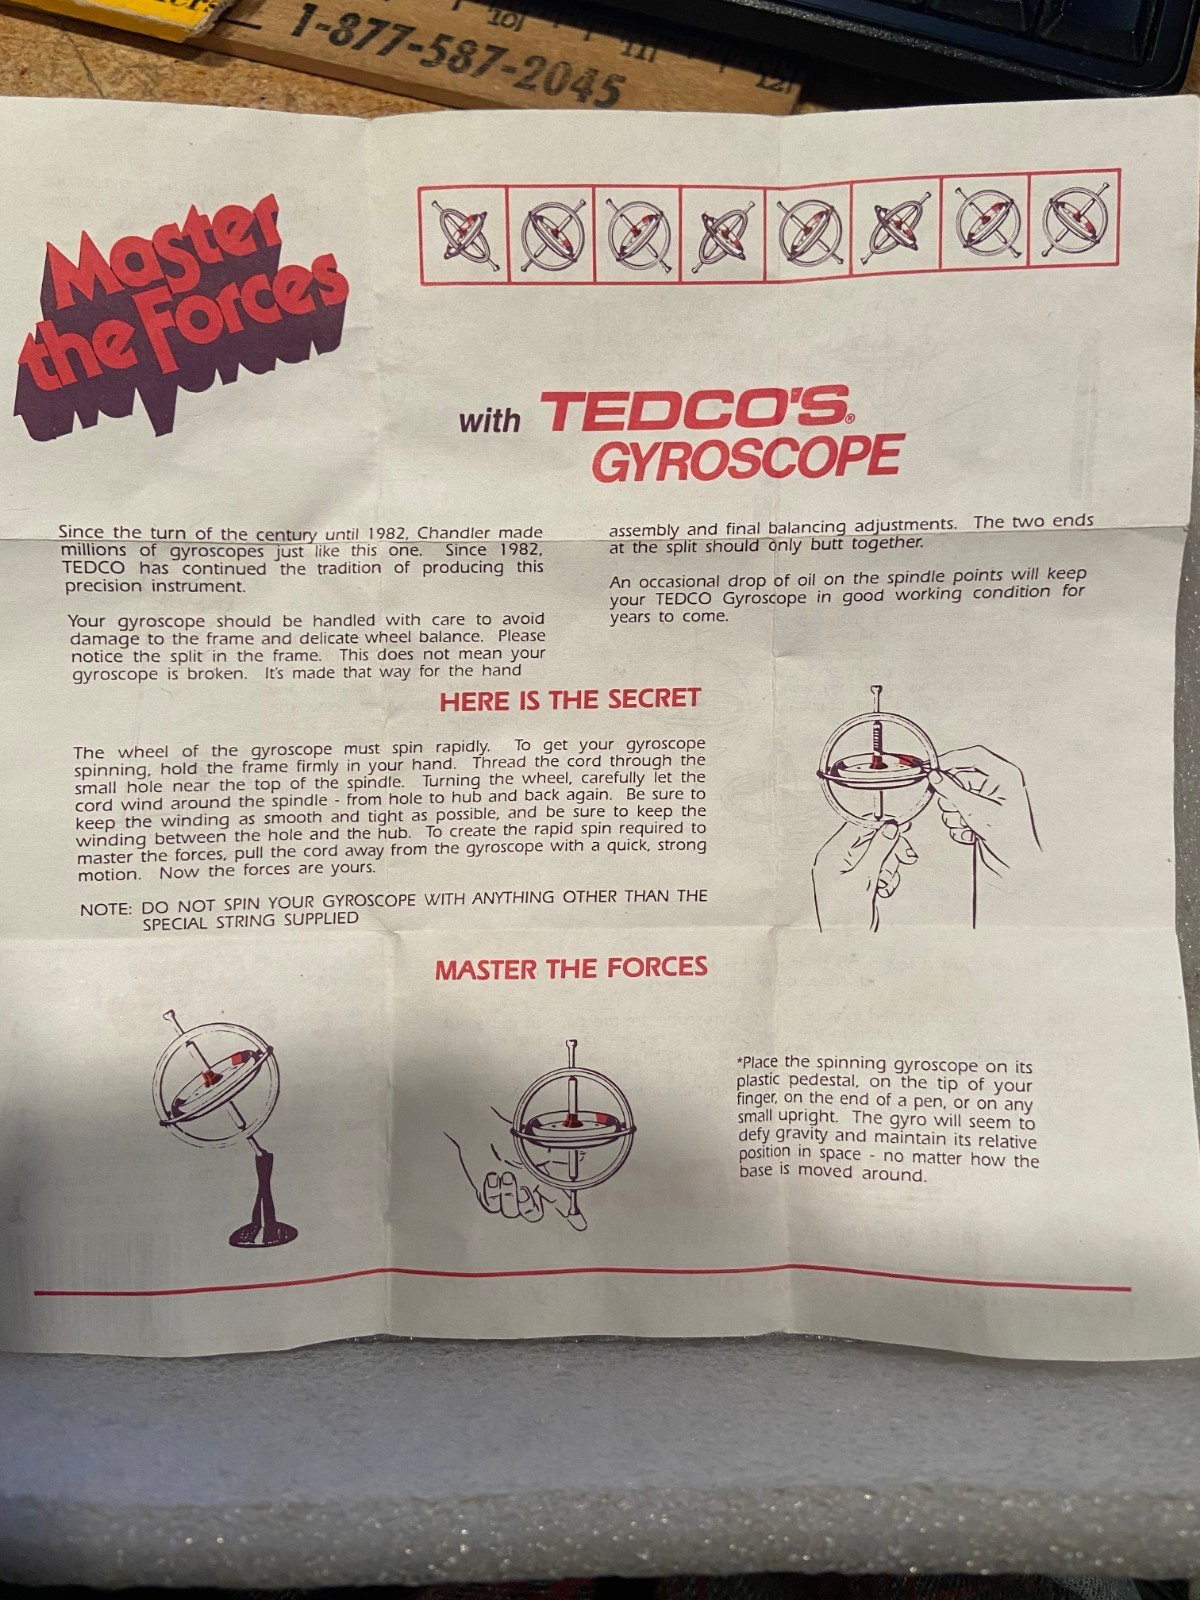 1-877-587-2045
10
11
12
Master
the Forces
with TEDCO'S®
GYROSCOPE
Since the turn of the century until 1982, Chandler made
millions of gyroscopes just like this one. Since 1982,
TEDCO has continued the tradition of producing this
precision instrument.
Your gyroscope should be handled with care to avoid
damage to the frame and delicate wheel balance. Please
notice the split in the frame. This does not mean your
gyroscope is broken. It's made that way for the hand
assembly and final balancing adjustments. The two ends
at the split should only butt together.
An occasional drop of oil on the spindle points will keep
your TEDCO Gyroscope in good working condition for
years to come.
HERE IS THE SECRET
The wheel of the gyroscope must spin rapidly. To get your gyroscope
spinning, hold the frame firmly in your hand. Thread the cord through the
small hole near the top of the spindle. Turning the wheel, carefully let the
cord wind around the spindle - from hole to hub and back again. Be sure to
keep the winding as smooth and tight as possible, and be sure to keep the
winding between the hole and the hub. To create the rapid spin required to
master the forces, pull the cord away from the gyroscope with a quick, strong
motion. Now the forces are yours.
NOTE: DO NOT SPIN YOUR GYROSCOPE WITH ANYTHING OTHER THAN THE
SPECIAL STRING SUPPLIED
MASTER THE FORCES
*Place the spinning gyroscope on its
plastic pedestal, on the tip of your
finger, on the end of a pen, or on any
small upright. The gyro will seem to
defy gravity and maintain its relative
position in space - no matter how the
base is moved around.